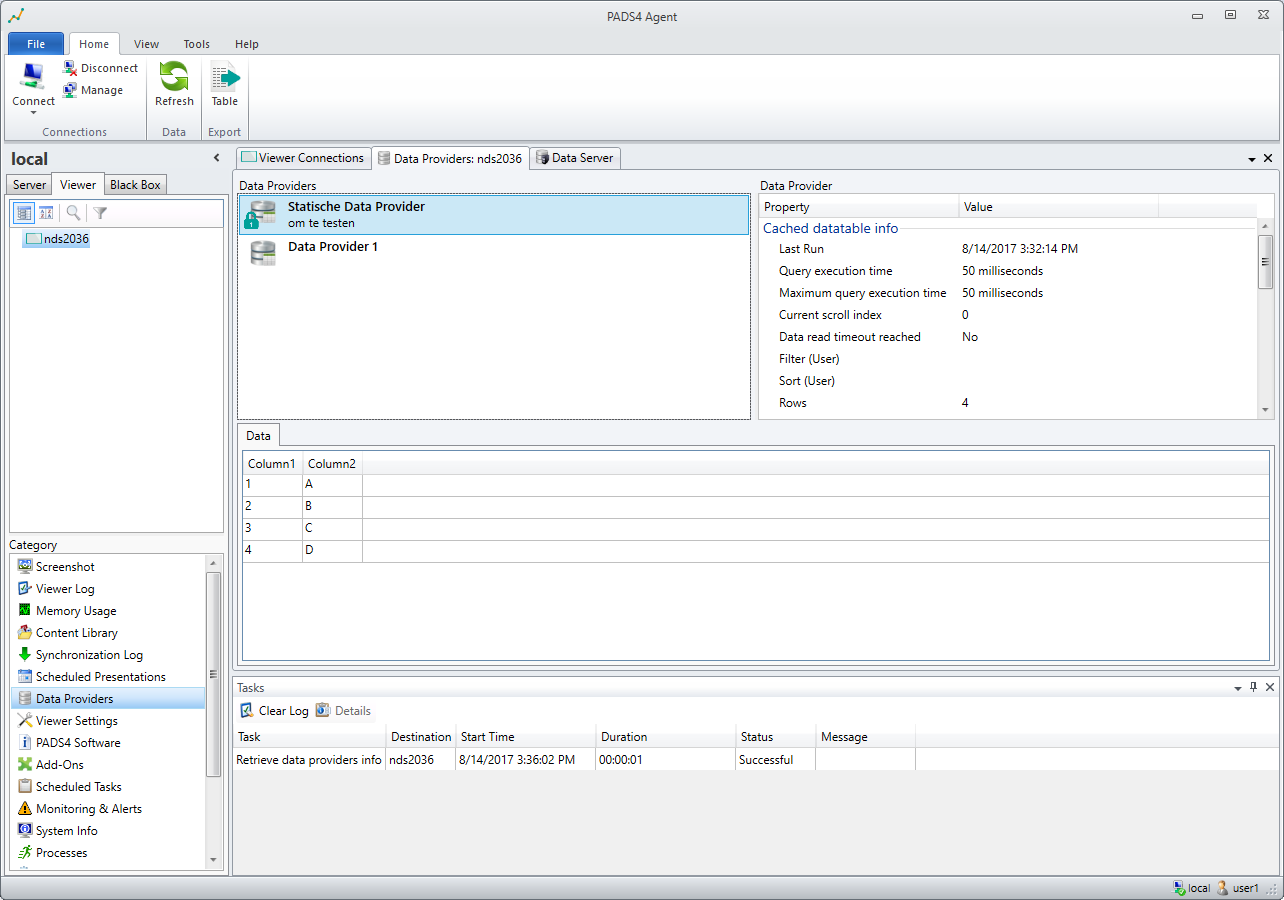 PADS4 Agent
File Home View Tools Help
Connect
Disconnect
Manage
Connections
Refresh
Data
Table
Export
local
Server Viewer Black Box
nds2036
Category
Screenshot
Viewer Log
Memory Usage
Content Library
Synchronization Log
Scheduled Presentations
Data Providers
Viewer Settings
PADS4 Software
Add-Ons
Scheduled Tasks
Monitoring & Alerts
System Info
Processes
Viewer Connections Data Providers: nds2036 Data Server
Data Providers
Statische Data Provider
om te testen
Data Provider 1
Data Provider
Property Value
Cached datatable info
Last Run 8/14/2017 3:32:14 PM
Query execution time 50 milliseconds
Maximum query execution time 50 milliseconds
Current scroll index 0
Data read timeout reached No
Filter (User)
Sort (User)
Rows 4
Data
Column1 Column2
1 A
2 B
3 C
4 D
Tasks
Clear Log Details
Task Destination Start Time Duration Status Message
Retrieve data providers info nds2036 8/14/2017 3:36:02 PM 00:00:01 Successful
local user1